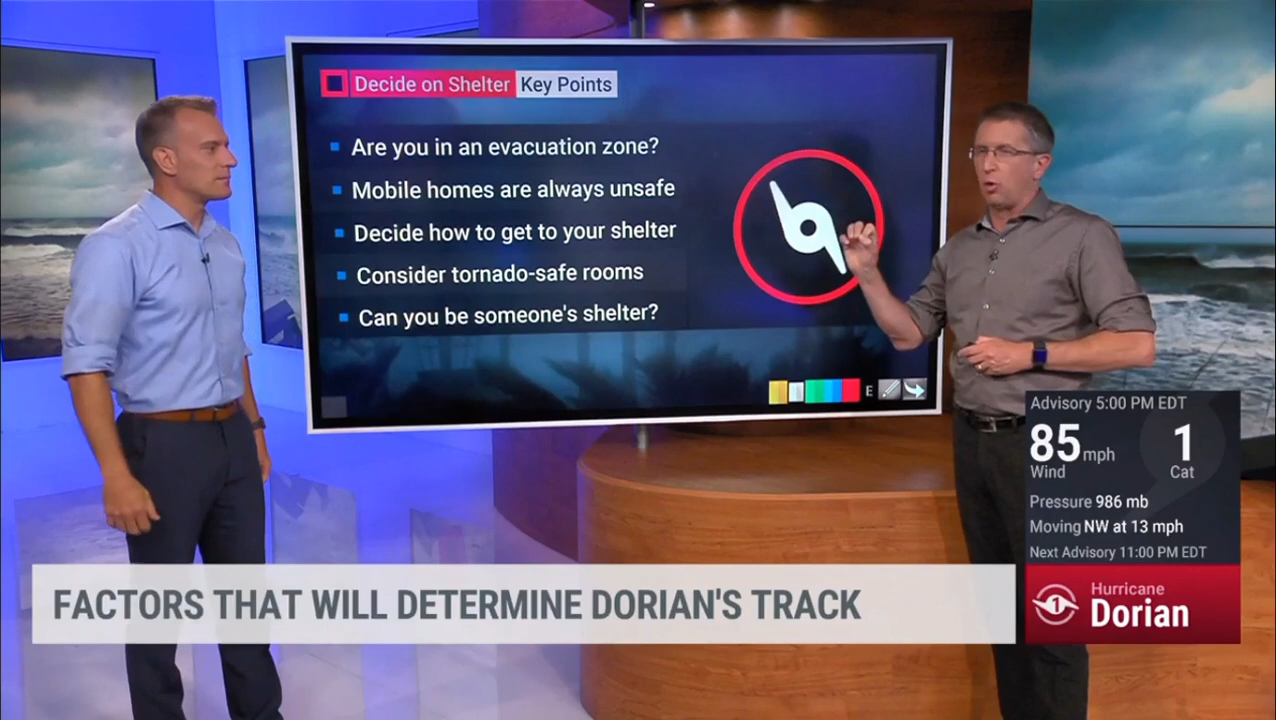 Decide on Shelter Key Points
Are you in an evacuation zone?
Mobile homes are always unsafe
Decide how to get to your shelter
Consider tornado-safe rooms
Can you be someone's shelter?
E
Advisory 5:00 PM EDT
85 mph 1
Wind Cat
Pressure 986 mb
Moving NW at 13 mph
Next Advisory 11:00 PM EDT
FACTORS THAT WILL DETERMINE DORIAN'S TRACK
1 Hurricane
Dorian